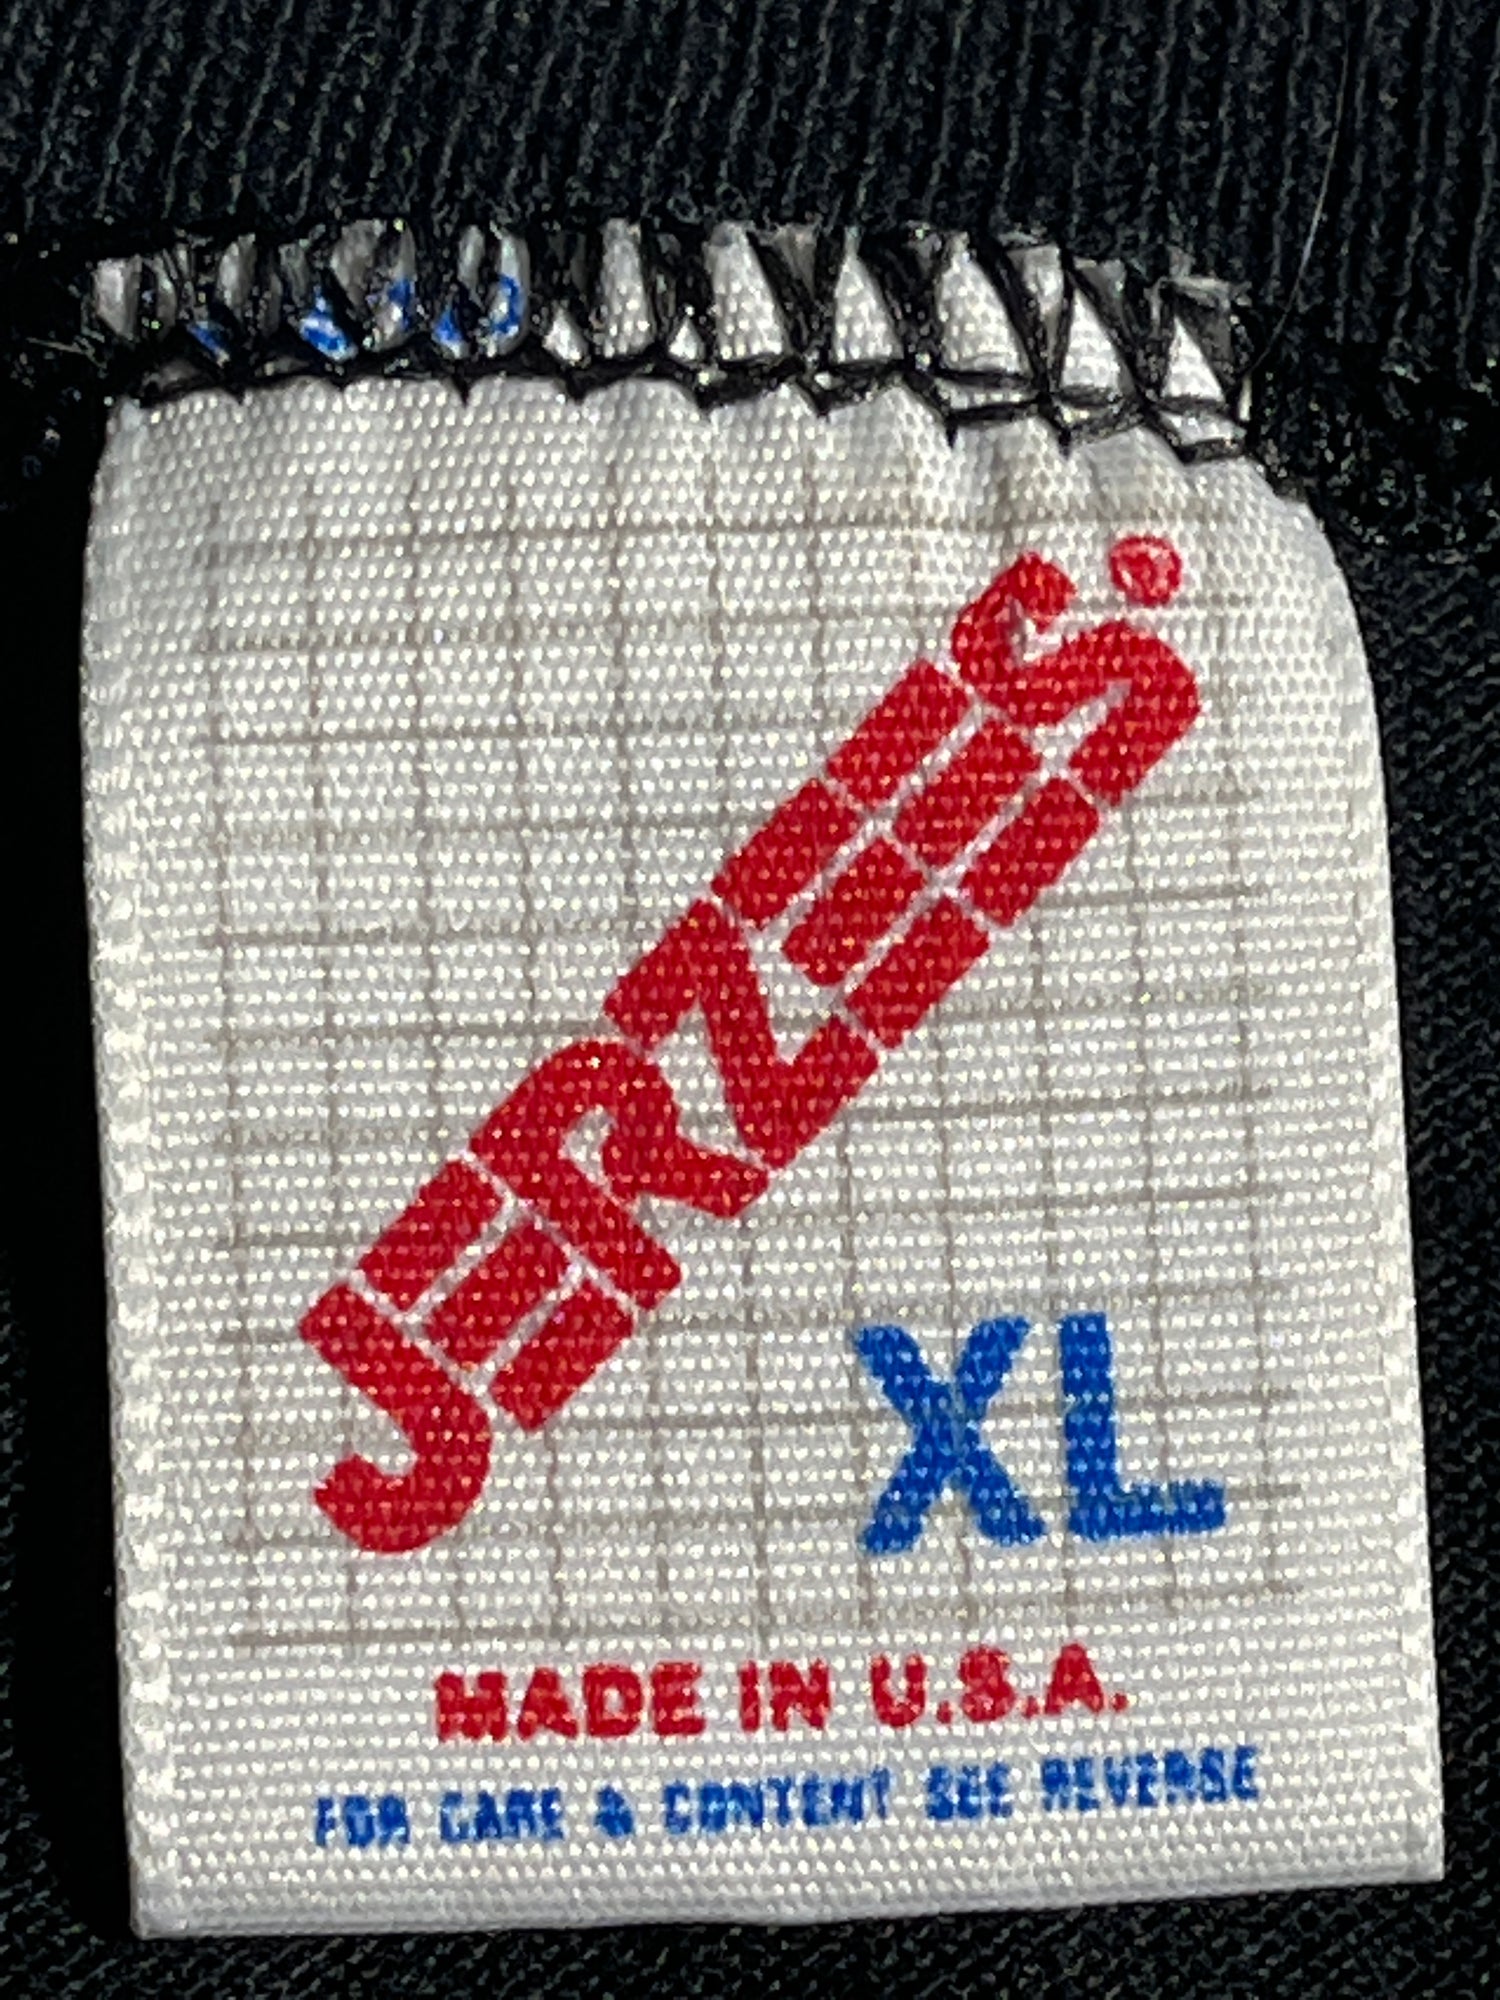 JERZEES
XL
MADE IN U.S.A.
FOR CARE & CONTENT SEE REVERSE